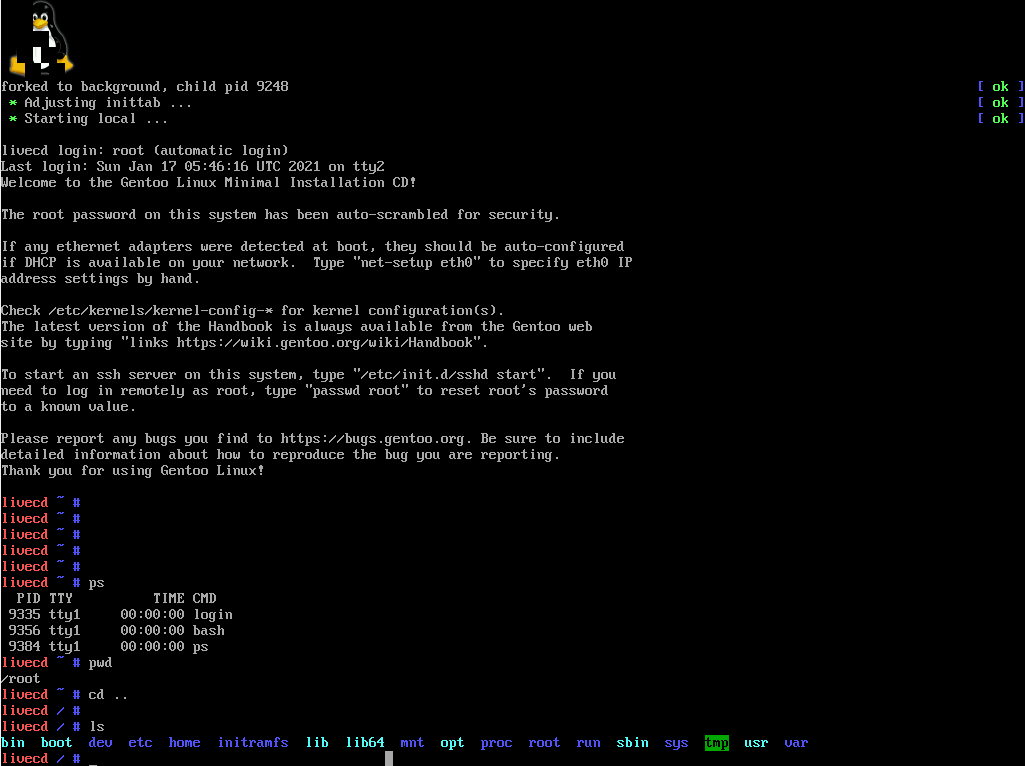 forked to background, child pid 9248 [ ok ]
* Adjusting inittab ... [ ok ]
* Starting local ... [ ok ]
livecd login: root (automatic login)
Last login: Sun Jan 17 05:46:16 UTC 2021 on tty2
Welcome to the Gentoo Linux Minimal Installation CD!
The root password on this system has been auto-scrambled for security.
If any ethernet adapters were detected at boot, they should be auto-configured
if DHCP is available on your network.  Type "net-setup eth0" to specify eth0 IP
address settings by hand.
Check /etc/kernels/kernel-config-* for kernel configuration(s).
The latest version of the Handbook is always available from the Gentoo web
site by typing "links https://wiki.gentoo.org/wiki/Handbook".
To start an ssh server on this system, type "/etc/init.d/sshd start".  If you
need to log in remotely as root, type "passwd root" to reset root's password
to a known value.
Please report any bugs you find to https://bugs.gentoo.org. Be sure to include
detailed information about how to reproduce the bug you are reporting.
Thank you for using Gentoo Linux!
livecd ~ #
livecd ~ #
livecd ~ #
livecd ~ #
livecd ~ #
livecd ~ # ps
PID TTY TIME CMD
9335 tty1 00:00:00 login
9356 tty1 00:00:00 bash
9384 tty1 00:00:00 ps
livecd ~ # pwd
/root
livecd ~ # cd ..
livecd / #
livecd / # ls
bin boot dev etc home initramfs lib lib64 mnt opt proc root run sbin sys tmp usr var
livecd / #